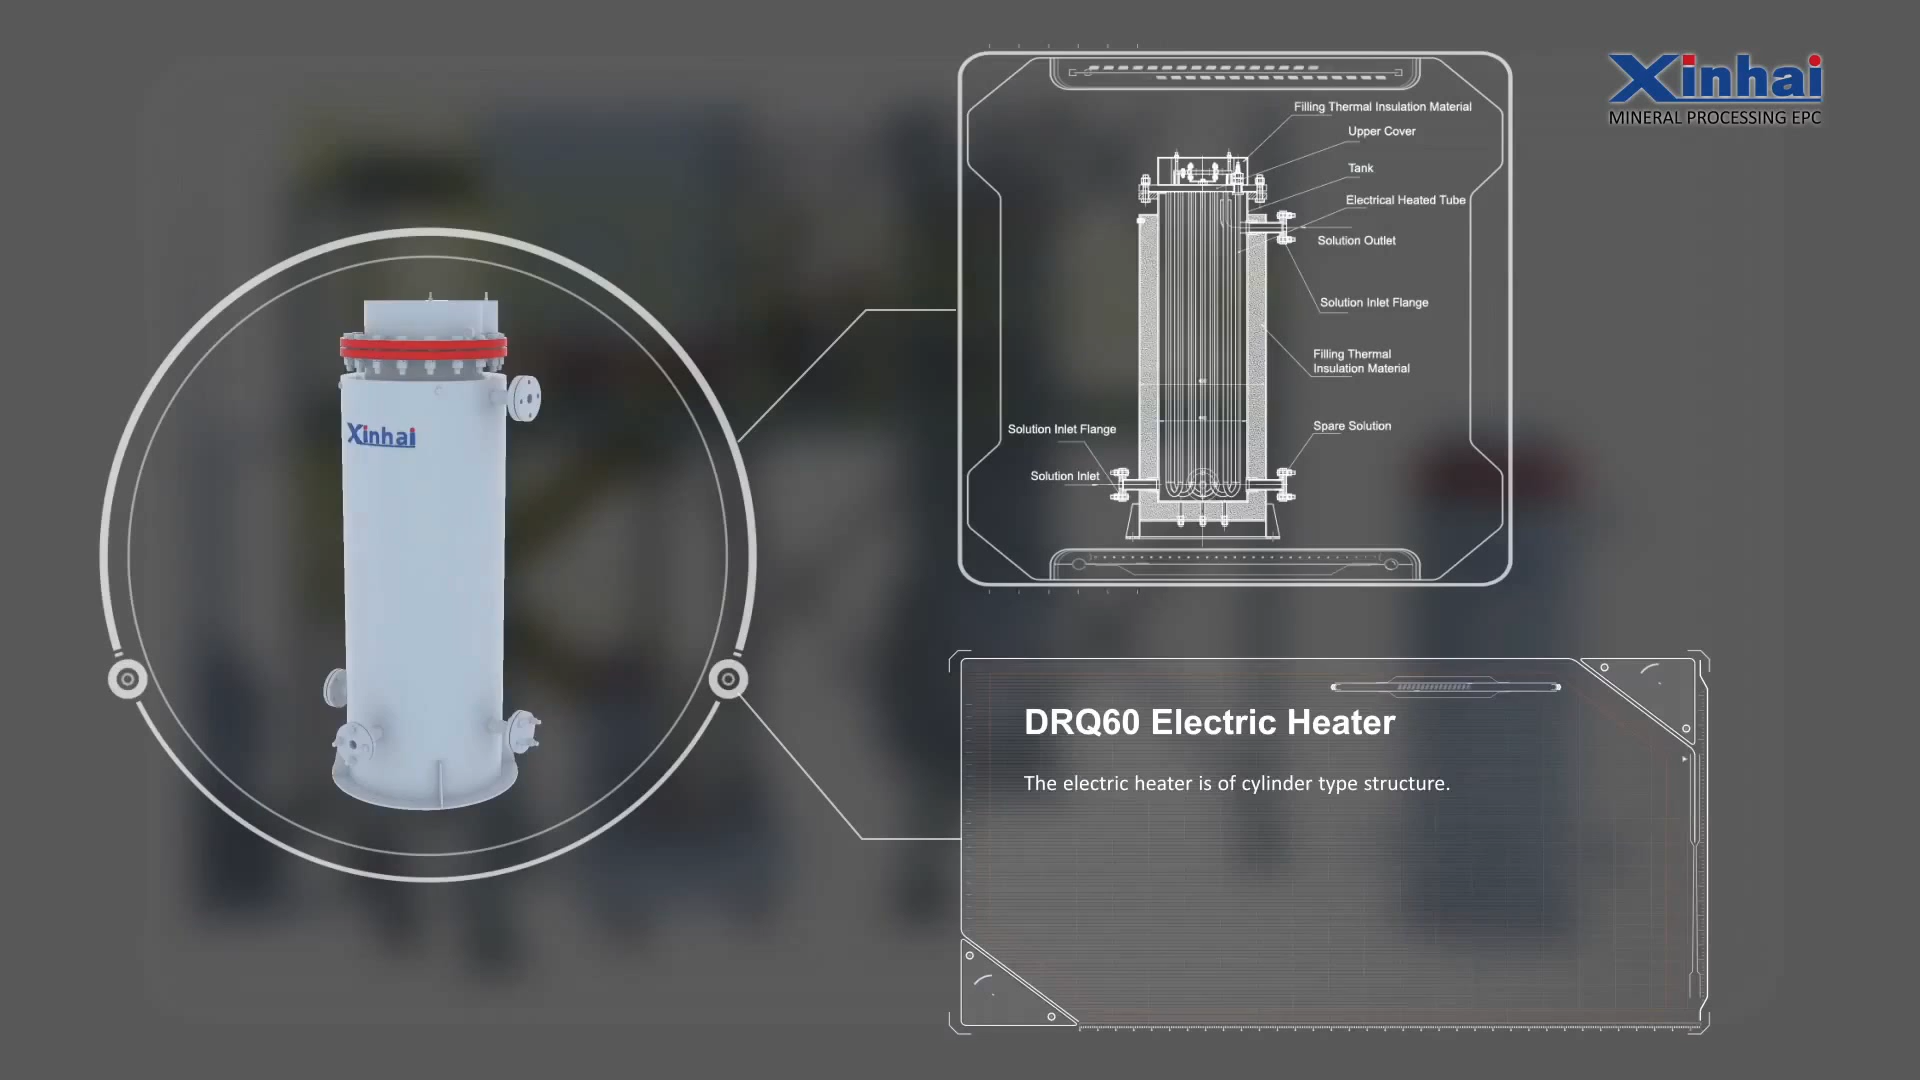 Xinhai
MINERAL PROCESSING EPC
Filling Thermal Insulation Material
Upper Cover
Tank
Electrical Heated Tube
Solution Outlet
Solution Inlet Flange
Filling Thermal
Insulation Material
Spare Solution
Solution Inlet Flange
Solution Inlet
Xinhai
DRQ60 Electric Heater
The electric heater is of cylinder type structure.